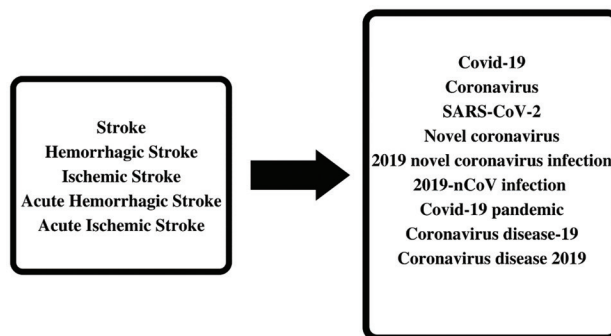 Stroke
Hemorrhagic Stroke
Ischemic Stroke
Acute Hemorrhagic Stroke
Acute Ischemic Stroke
Covid-19
Coronavirus
SARS-CoV-2
Novel coronavirus
2019 novel coronavirus infection
2019-nCoV infection
Covid-19 pandemic
Coronavirus disease-19
Coronavirus disease 2019